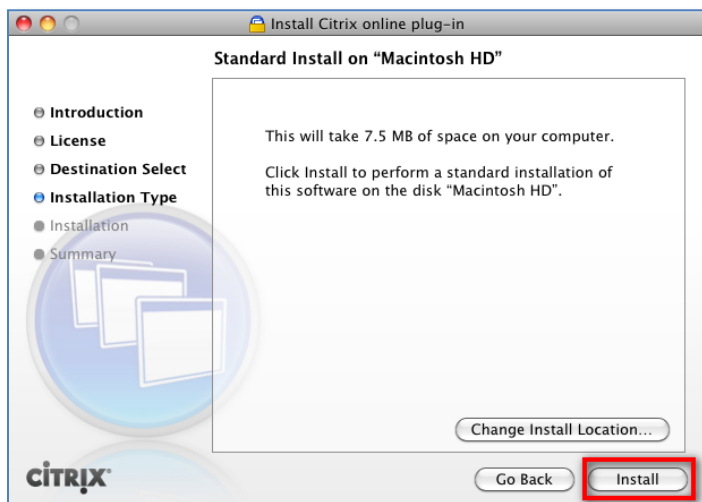 Install Citrix online plug-in
Standard Install on “Macintosh HD”
Introduction
License
Destination Select
Installation Type
Installation
Summary
This will take 7.5 MB of space on your computer.
Click Install to perform a standard installation of
this software on the disk “Macintosh HD”.
Change Install Location...
CİTRIX®
Go Back
Install